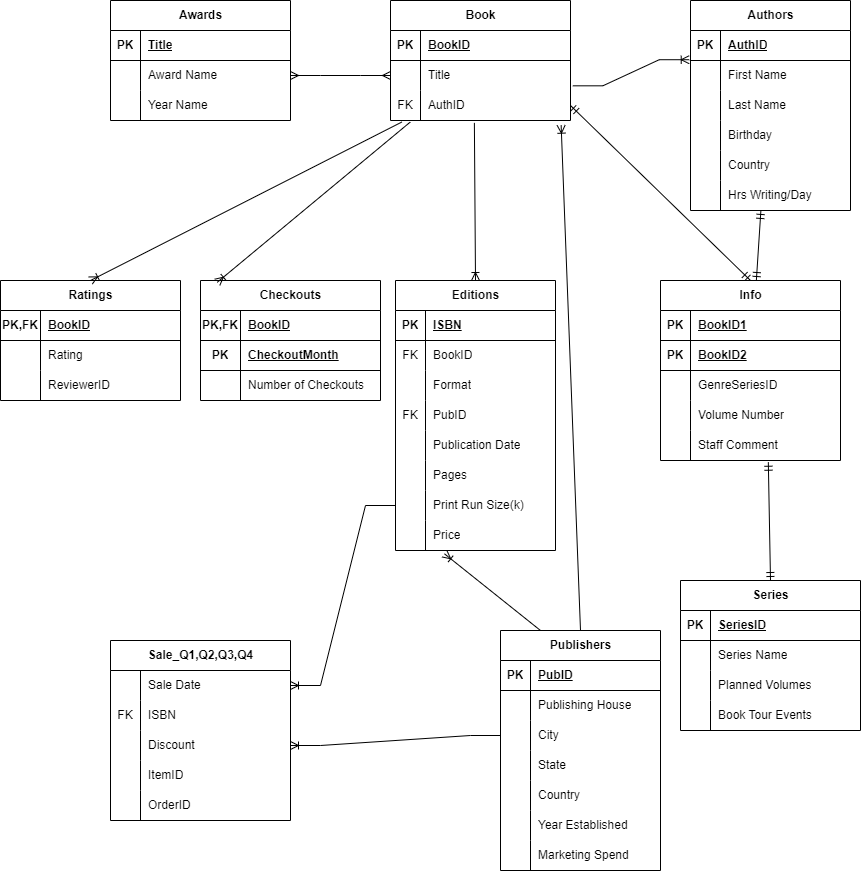 Awards
PK Title
Award Name
Year Name
Book
PK BookID
Title
FK AuthID
Authors
PK AuthID
First Name
Last Name
Birthday
Country
Hrs Writing/Day
Ratings
PK,FK BookID
Rating
ReviewerID
Checkouts
PK,FK BookID
PK CheckoutMonth
Number of Checkouts
Editions
PK ISBN
FK BookID
Format
FK PubID
Publication Date
Pages
Print Run Size(k)
Price
Info
PK BookID1
PK BookID2
GenreSeriesID
Volume Number
Staff Comment
Sale_Q1,Q2,Q3,Q4
Sale Date
FK ISBN
Discount
ItemID
OrderID
Publishers
PK PubID
Publishing House
City
State
Country
Year Established
Marketing Spend
Series
PK SeriesID
Series Name
Planned Volumes
Book Tour Events